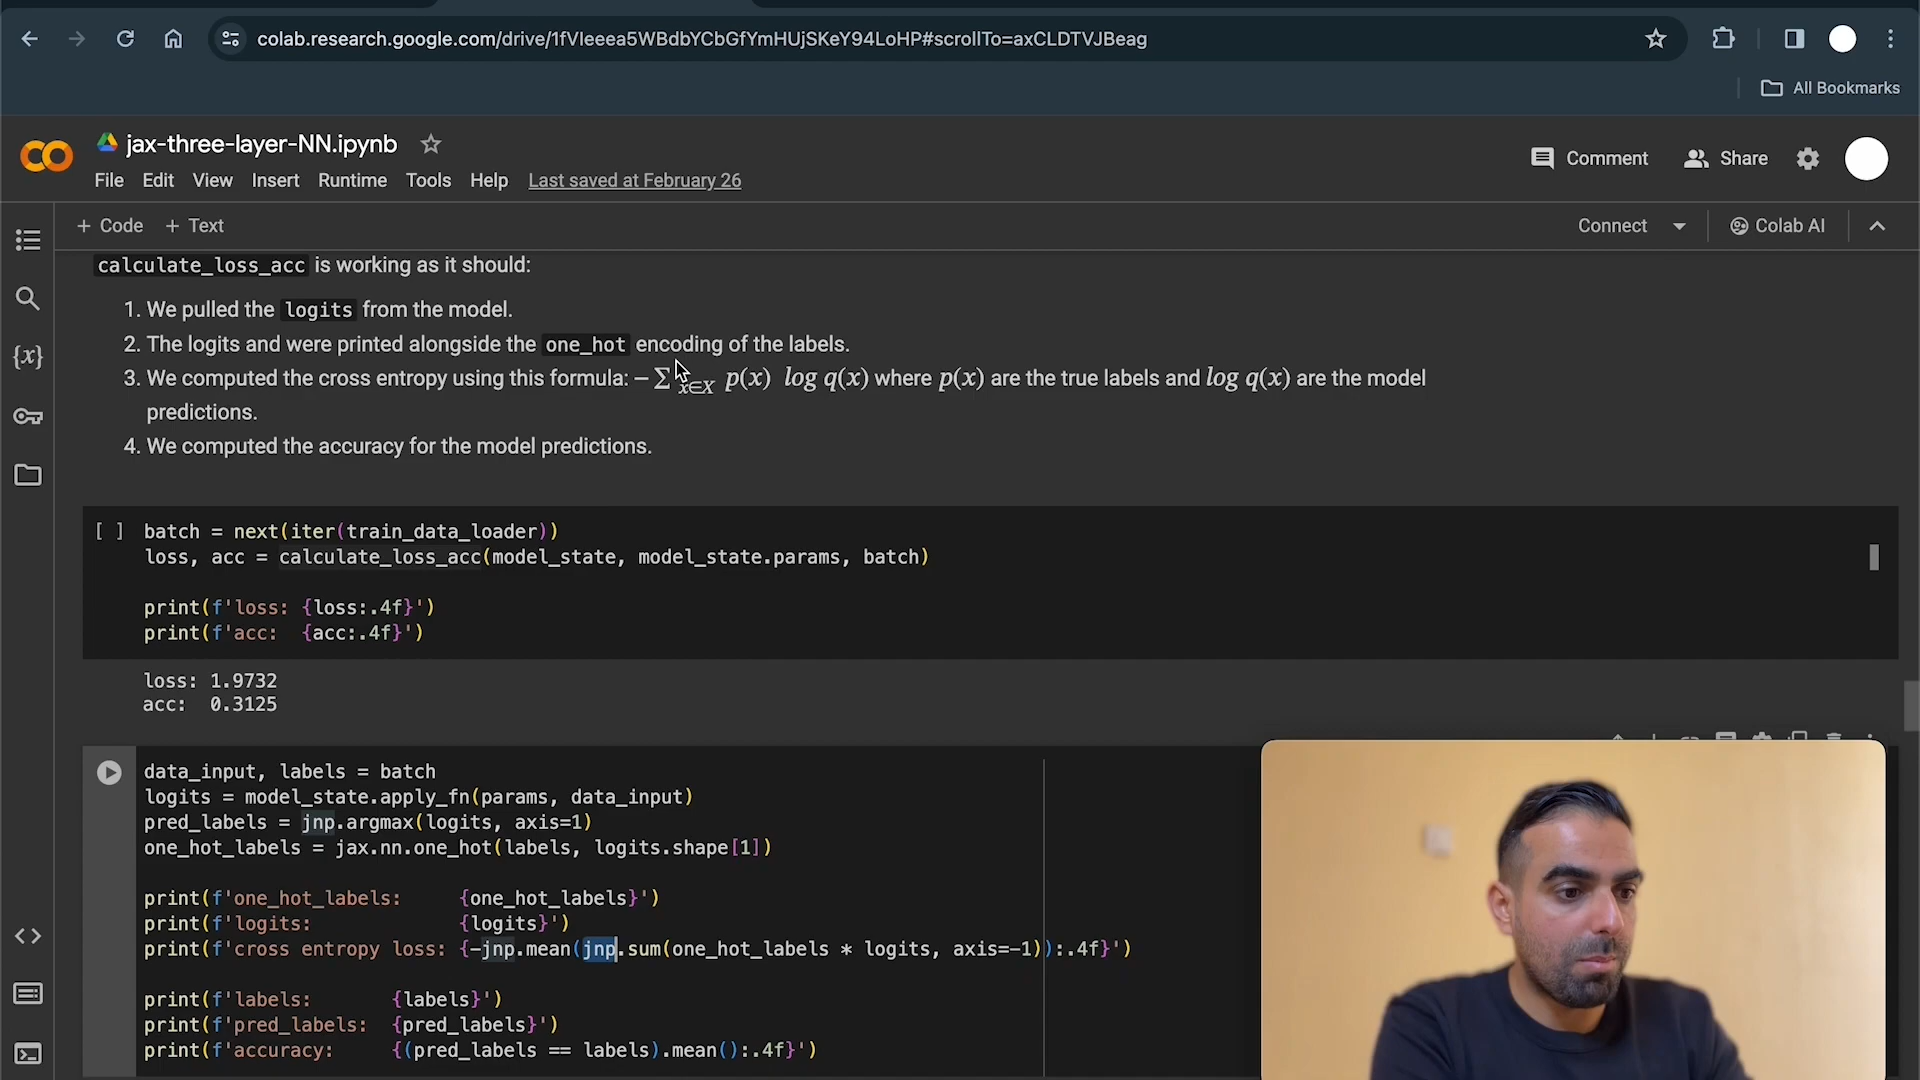 colab.research.google.com/drive/1fVIeeea5WBdbYCbGfYmHUjSKeY94LoHP#scrollTo=axCLDTVJBeag
All Bookmarks
jax-three-layer-NN.ipynb
Comment
Share
File Edit View Insert Runtime Tools Help Last saved at February 26
+ Code + Text
Connect
Colab AI
calculate_loss_acc is working as it should:
1. We pulled the logits from the model.
2. The logits and were printed alongside the one_hot encoding of the labels.
3. We computed the cross entropy using this formula: − ∑x∈X p(x) log q(x) where p(x) are the true labels and log q(x) are the model
predictions.
4. We computed the accuracy for the model predictions.
[ ] batch = next(iter(train_data_loader))
loss, acc = calculate_loss_acc(model_state, model_state.params, batch)
print(f'loss: {loss:.4f}')
print(f'acc:  {acc:.4f}')
loss: 1.9732
acc:  0.3125
data_input, labels = batch
logits = model_state.apply_fn(params, data_input)
pred_labels = jnp.argmax(logits, axis=1)
one_hot_labels = jax.nn.one_hot(labels, logits.shape[1])
print(f'one_hot_labels:     {one_hot_labels}')
print(f'logits:             {logits}')
print(f'cross entropy loss: {-jnp.mean(jnp.sum(one_hot_labels * logits, axis=-1)):.4f}')
print(f'labels:       {labels}')
print(f'pred_labels:  {pred_labels}')
print(f'accuracy:     {(pred_labels == labels).mean():.4f}')